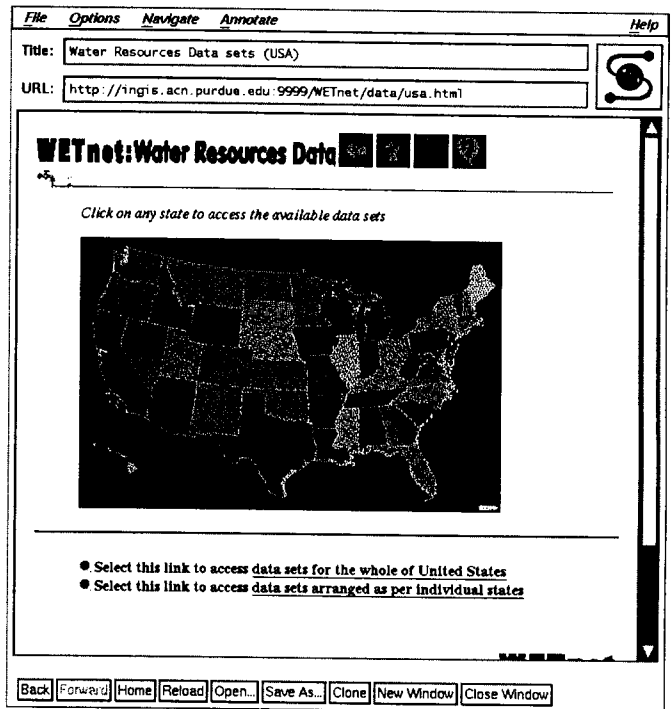 File Options Navigate Annotate Help
Title: Water Resources Data sets (USA)
URL: http://ingis.acn.purdue.edu:9999/WETnet/data/usa.html
WETnet:Water Resources Data
Click on any state to access the available data sets
Select this link to access data sets for the whole of United States
Select this link to access data sets arranged as per individual states
Back Forward Home Reload Open... Save As... Clone New Window Close Window